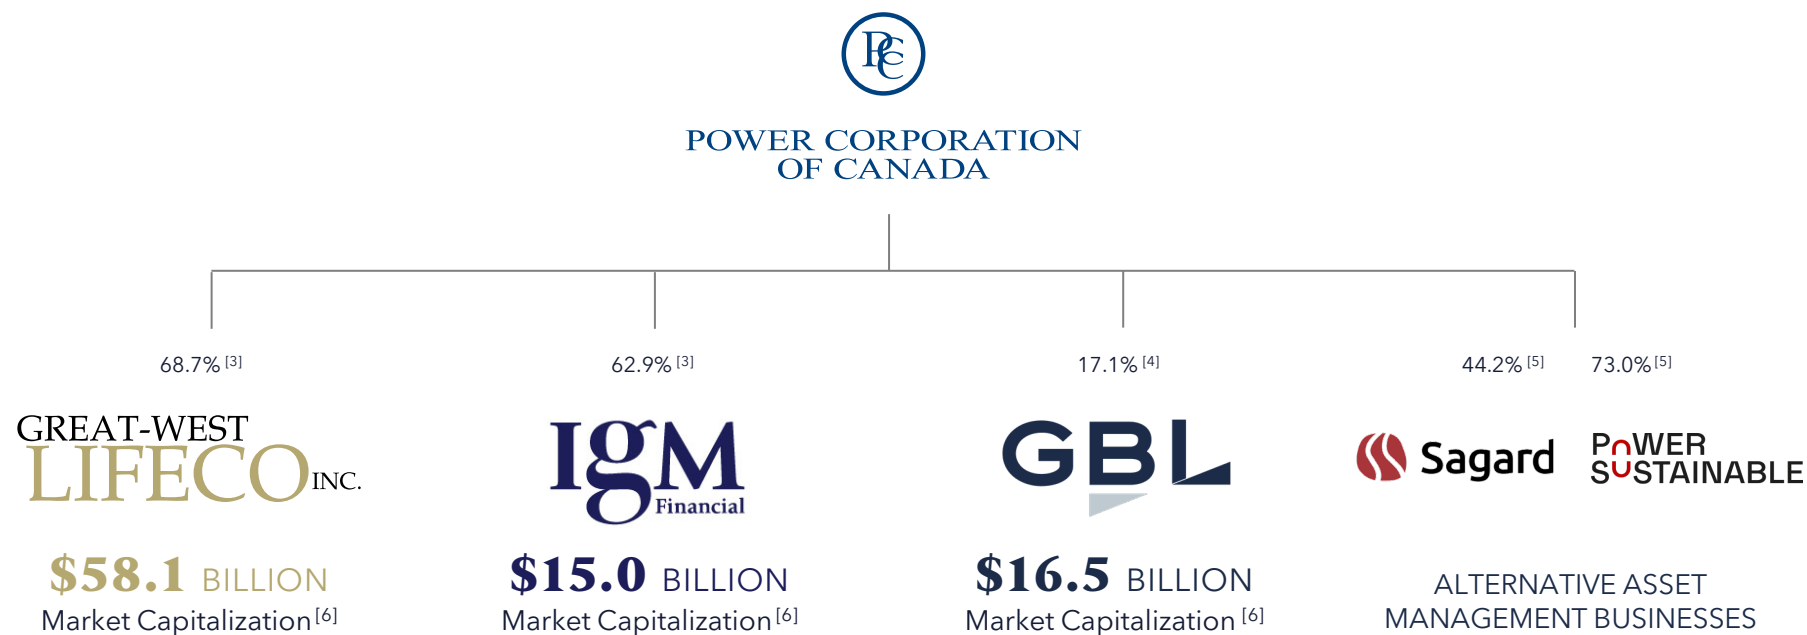 PCC
POWER CORPORATION
OF CANADA
68.7% [3]
62.9% [3]
17.1% [4]
44.2% [5]
73.0% [5]
GREAT-WEST
LIFECO INC.
IGM
Financial
GBL
Sagard
POWER
SUSTAINABLE
$58.1 BILLION
Market Capitalization [6]
$15.0 BILLION
Market Capitalization [6]
$16.5 BILLION
Market Capitalization [6]
ALTERNATIVE ASSET
MANAGEMENT BUSINESSES